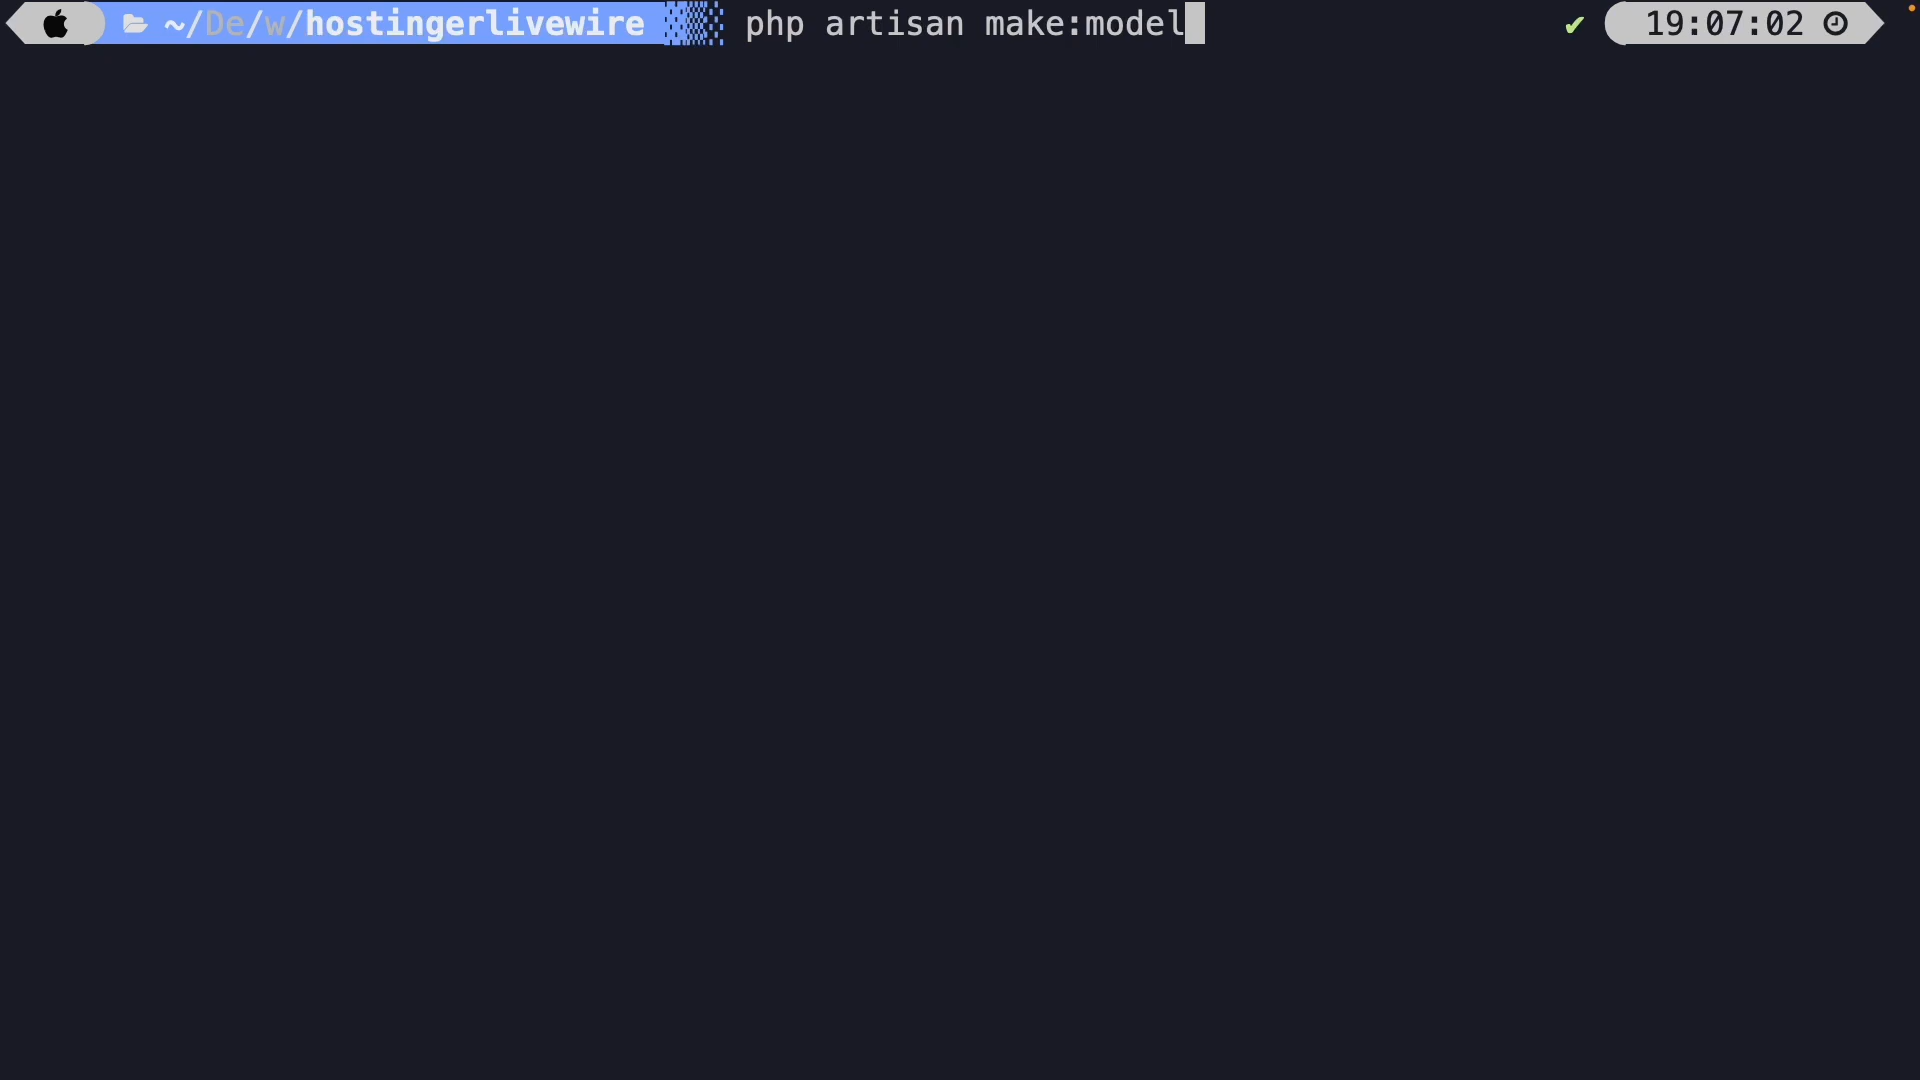 ~/De/w/hostingerlivewire php artisan make:model ✔ 19:07:02